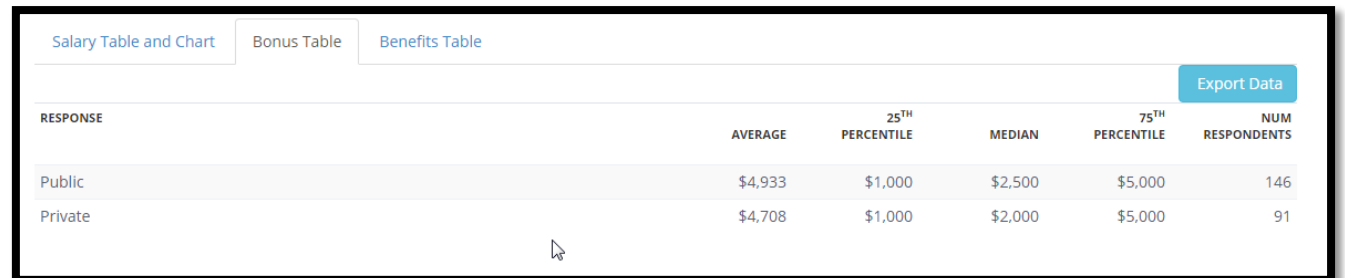 Salary Table and Chart Bonus Table Benefits Table
Export Data
RESPONSE AVERAGE 25TH PERCENTILE MEDIAN 75TH PERCENTILE NUM RESPONDENTS
Public $4,933 $1,000 $2,500 $5,000 146
Private $4,708 $1,000 $2,000 $5,000 91